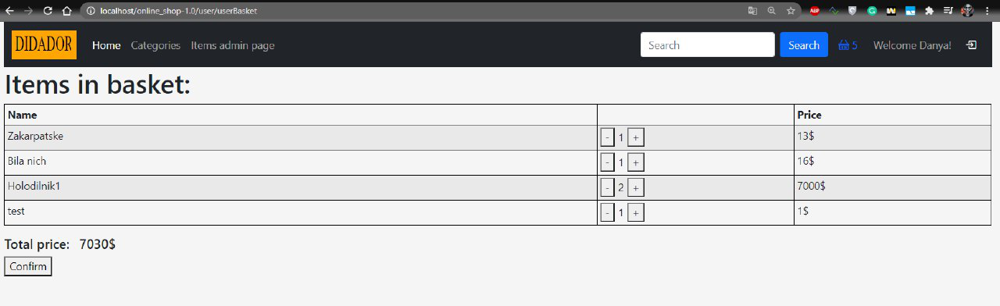 localhost/online_shop-1.0/user/userBasket
ABP
DIDADOR Home Categories Items admin page Search Search 5 Welcome Danya!
Items in basket:
Name Price
Zakarpatske - 1 + 13$
Bila nich - 1 + 16$
Holodilnik1 - 2 + 7000$
test - 1 + 1$
Total price: 7030$
Confirm